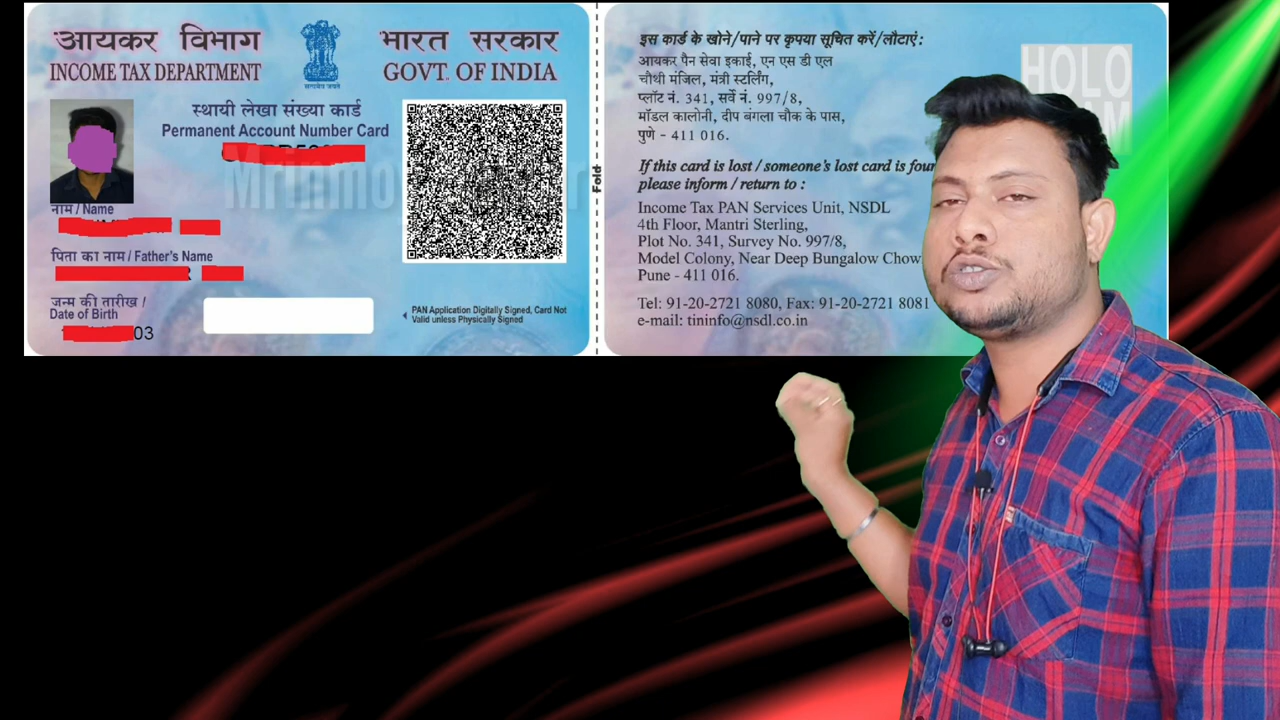 आयकर विभाग
INCOME TAX DEPARTMENT
सत्यमेव जयते
भारत सरकार
GOVT. OF INDIA
स्थायी लेखा संख्या कार्ड
Permanent Account Number Card
नाम / Name
पिता का नाम / Father's Name
जन्म की तारीख /
Date of Birth
03
PAN Application Digitally Signed, Card Not
Valid unless Physically Signed
Fold
इस कार्ड के खोने/पाने पर कृपया सूचित करें/लौटाएं :
आयकर पैन सेवा इकाई, एन एस डी एल
चौथी मंजिल, मंत्री स्टर्लिंग,
प्लॉट नं. 341, सर्वे नं. 997/8,
मॉडल कालोनी, दीप बंगला चौक के पास,
पुणे - 411 016.
If this card is lost / someone's lost card is
please inform / return to :
Income Tax PAN Services Unit, NSDL
4th Floor, Mantri Sterling,
Plot No. 341, Survey No. 997/8,
Model Colony, Near Deep Bungalow
Pune - 411 016.
Tel: 91-20-2721 8080, Fax: 91-20-2721 8081
e-mail: tininfo@nsdl.co.in
HOLO